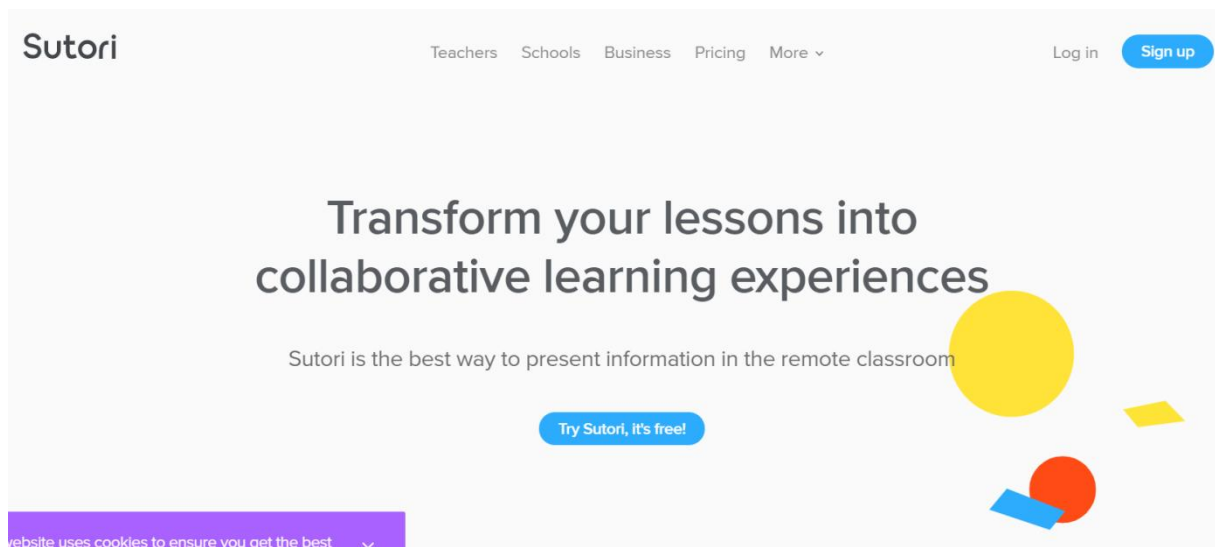 Sutori
Teachers Schools Business Pricing More
Log in Sign up
Transform your lessons into
collaborative learning experiences
Sutori is the best way to present information in the remote classroom
Try Sutori, it's free!
website uses cookies to ensure you get the best